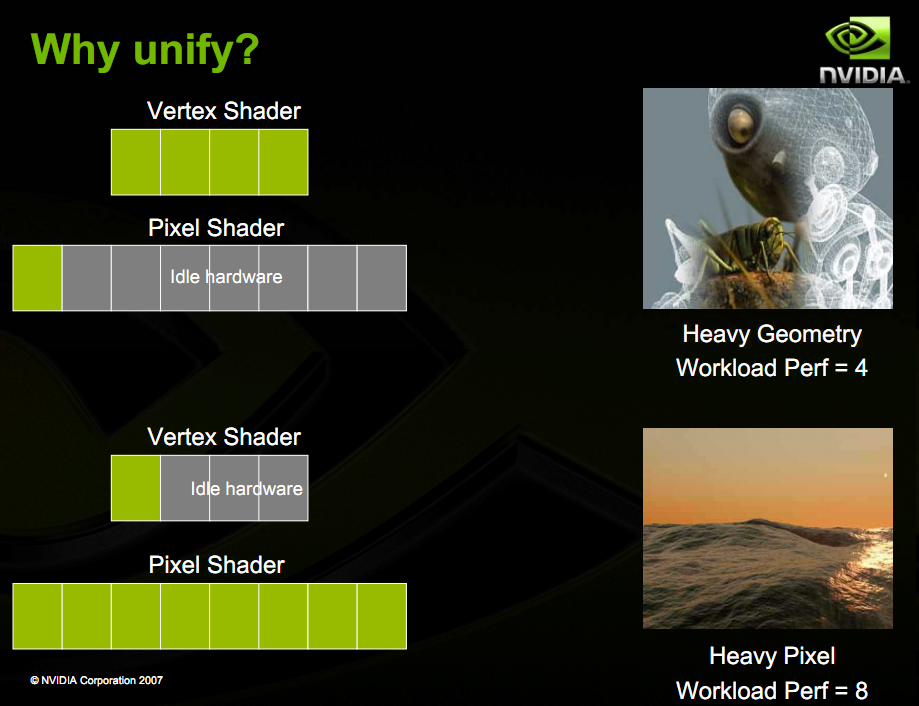 Why unify?
NVIDIA.
Vertex Shader
Pixel Shader
Idle hardware
Heavy Geometry
Workload Perf = 4
Vertex Shader
Idle hardware
Pixel Shader
Heavy Pixel
Workload Perf = 8
© NVIDIA Corporation 2007